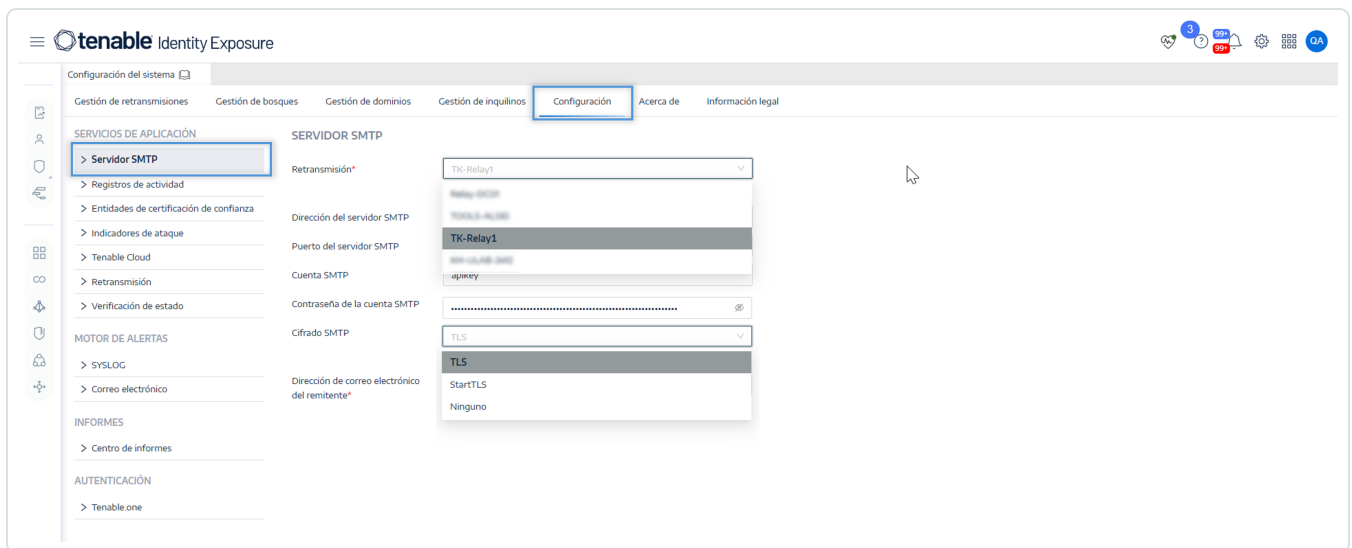 tenable Identity Exposure
3
99+
99+
QA
Configuración del sistema
Gestión de retransmisiones Gestión de bosques Gestión de dominios Gestión de inquilinos Configuración Acerca de Información legal
SERVICIOS DE APLICACIÓN
> Servidor SMTP
> Registros de actividad
> Entidades de certificación de confianza
> Indicadores de ataque
> Tenable Cloud
> Retransmisión
> Verificación de estado
MOTOR DE ALERTAS
> SYSLOG
> Correo electrónico
INFORMES
> Centro de informes
AUTENTICACIÓN
> Tenable.one
SERVIDOR SMTP
Retransmisión*
TK-Relay1
Relay-DC01
TOOLS-ALSID
TK-Relay1
Dirección del servidor SMTP
Puerto del servidor SMTP
Cuenta SMTP
apikey
Contraseña de la cuenta SMTP
Cifrado SMTP
TLS
TLS
StartTLS
Ninguno
Dirección de correo electrónico
del remitente*